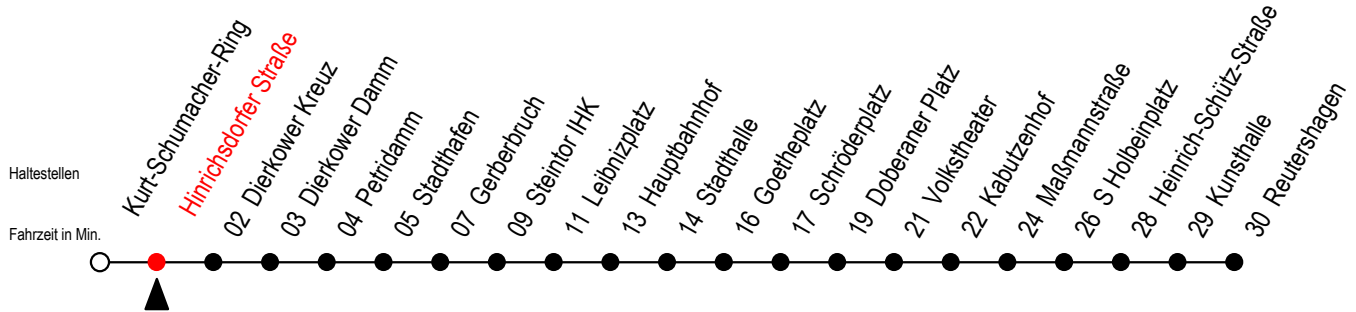 Haltestellen
Fahrzeit in Min.
Kurt-Schumacher-Ring
Hinrichsdorfer Straße
02 Dierkower Kreuz
03 Dierkower Damm
04 Petridamm
05 Stadthafen
07 Gerberbruch
09 Steintor IHK
11 Leibnizplatz
13 Hauptbahnhof
14 Stadthalle
16 Goetheplatz
17 Schröderplatz
19 Doberaner Platz
21 Volkstheater
22 Kabutzenhof
24 Maßmannstraße
26 S Holbeinplatz
28 Heinrich-Schütz-Straße
29 Kunsthalle
30 Reutershagen